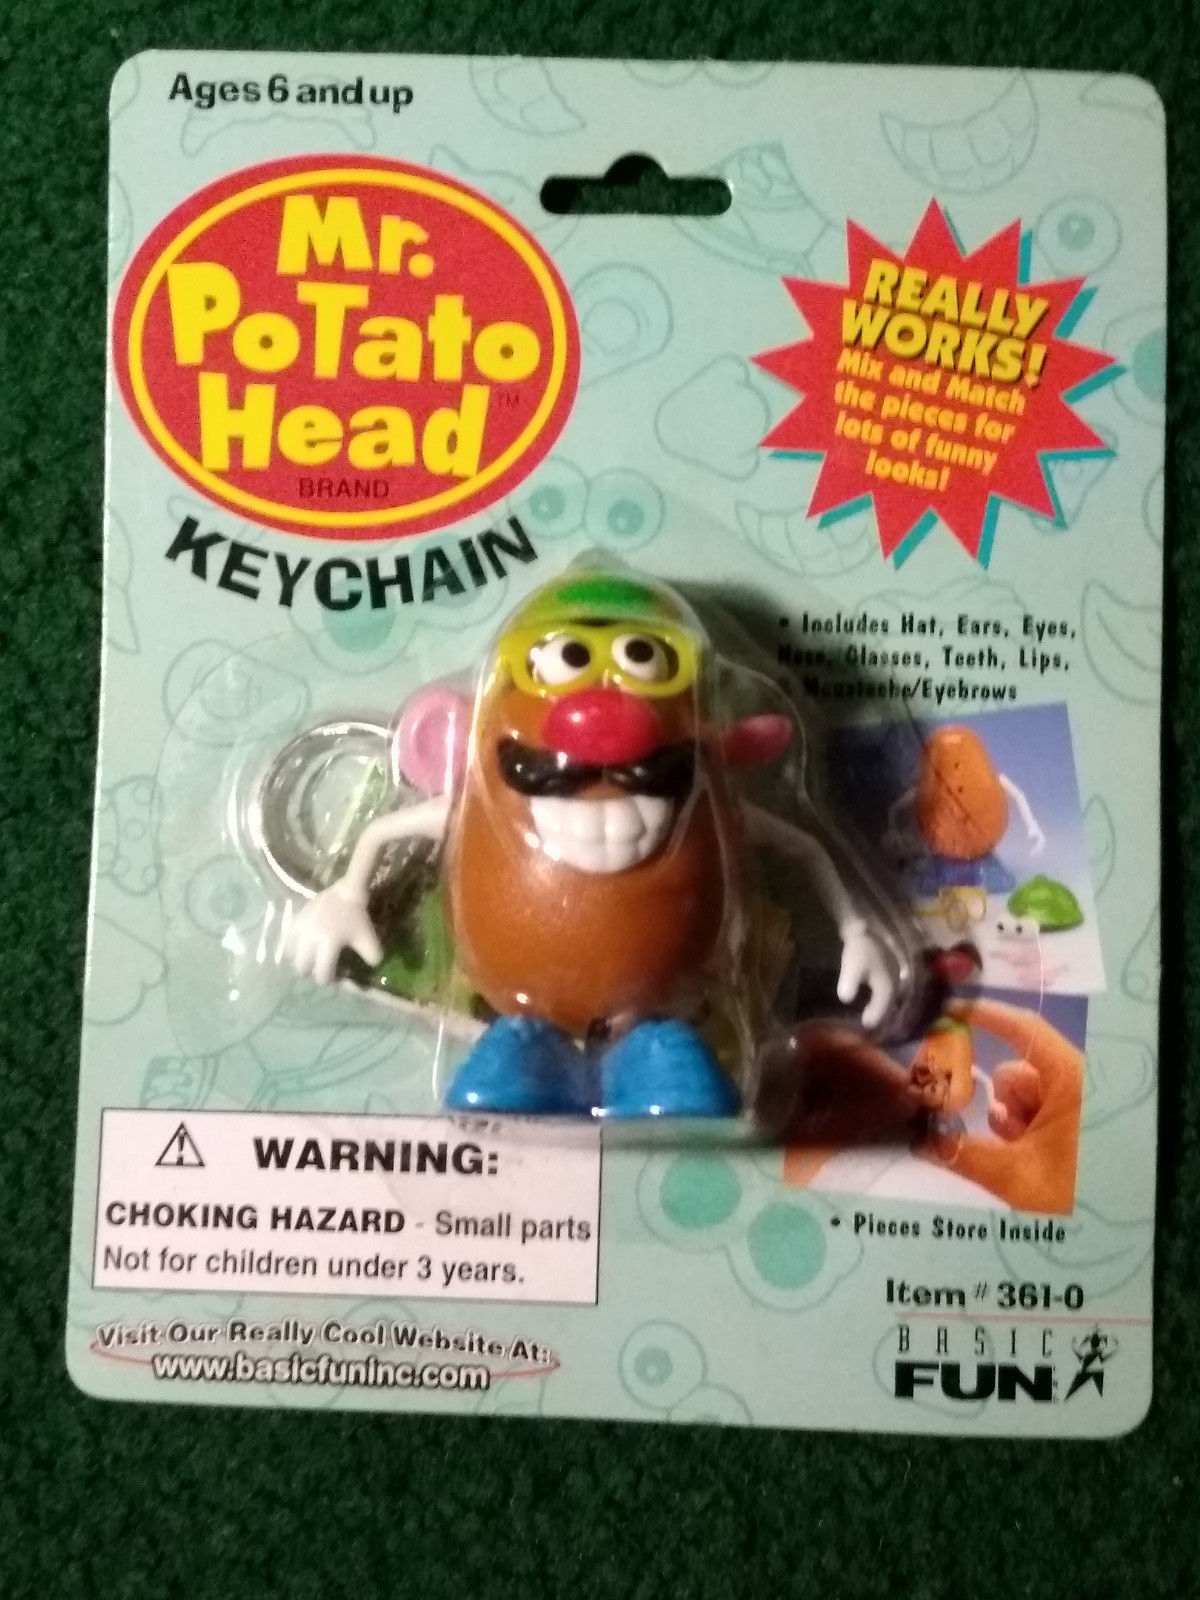 Ages 6 and up
Mr.
PoTato
Head™
BRAND
KEYCHAIN
REALLY
WORKS!
Mix and Match
the pieces for
lots of funny
looks!
• Includes Hat, Ears, Eyes,
Nose, Glasses, Teeth, Lips,
& Moustache/Eyebrows
• Pieces Store Inside
⚠ WARNING:
CHOKING HAZARD - Small parts
Not for children under 3 years.
Visit Our Really Cool Website At:
www.basicfuninc.com
Item # 361-0
BASIC
FUN